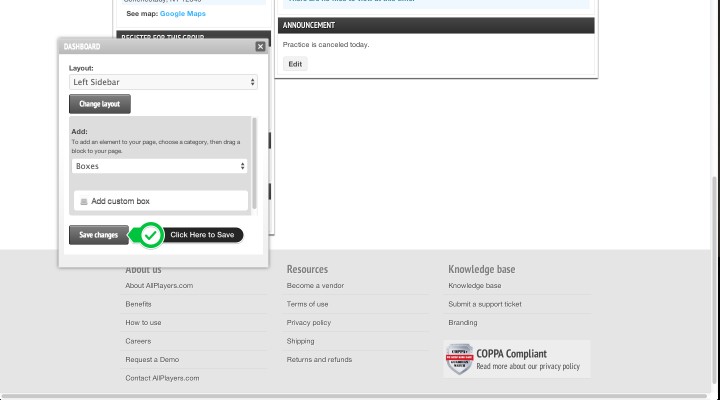 Schenectady, NY 12345
See map: Google Maps
ANNOUNCEMENT
REGISTER FOR THIS GROUP
Practice is canceled today.
Edit
DASHBOARD
Layout:
Left Sidebar
Change layout
Add:
To add an element to your page, choose a category, then drag a
block to your page.
Boxes
Add custom box
Save changes
Click Here to Save
About us
Resources
Knowledge base
About AllPlayers.com
Become a vendor
Knowledge base
Benefits
Terms of use
Submit a support ticket
How to use
Privacy policy
Branding
Careers
Shipping
Request a Demo
Returns and refunds
Contact AllPlayers.com
COPPA
COPPA Compliant
Read more about our privacy policy